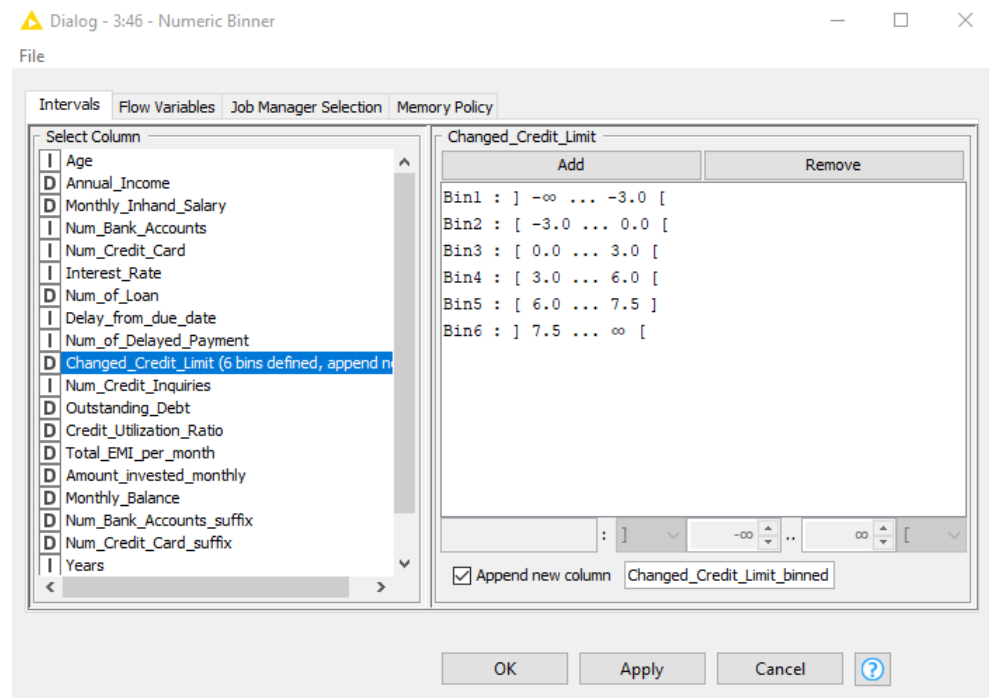 Dialog - 3:46 - Numeric Binner
File
Intervals Flow Variables Job Manager Selection Memory Policy
Select Column
I Age
D Annual_Income
D Monthly_Inhand_Salary
I Num_Bank_Accounts
I Num_Credit_Card
I Interest_Rate
D Num_of_Loan
I Delay_from_due_date
I Num_of_Delayed_Payment
D Changed_Credit_Limit (6 bins defined, append n
I Num_Credit_Inquiries
D Outstanding_Debt
D Credit_Utilization_Ratio
D Total_EMI_per_month
D Amount_invested_monthly
D Monthly_Balance
D Num_Bank_Accounts_suffix
D Num_Credit_Card_suffix
I Years
Changed_Credit_Limit
Add Remove
Bin1 : ] -∞ ... -3.0 [
Bin2 : [ -3.0 ... 0.0 [
Bin3 : [ 0.0 ... 3.0 [
Bin4 : [ 3.0 ... 6.0 [
Bin5 : [ 6.0 ... 7.5 ]
Bin6 : ] 7.5 ... ∞ [
: ] -∞ .. ∞ [
Append new column Changed_Credit_Limit_binned
OK Apply Cancel ?